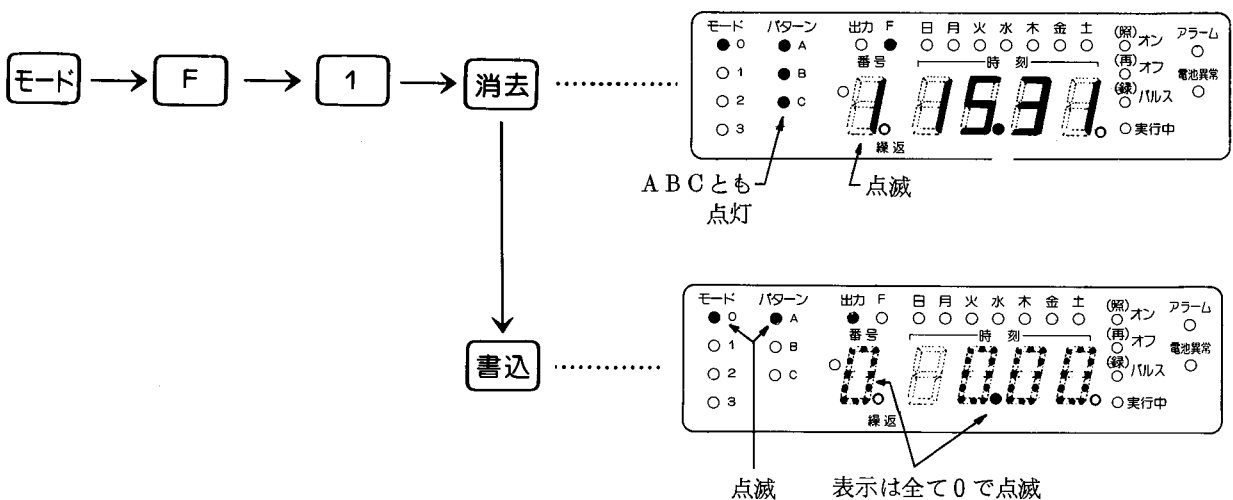 モード F 1 消去
モード パターン 出力 F 日 月 火 水 木 金 土 (照) オン アラーム
0 A
番号 時刻 (再) オフ 電池異常
1 B
1. 15.31.
2 C (録) パルス
3 実行中
繰返
ABCとも
点灯
点滅
書込
モード パターン 出力 F 日 月 火 水 木 金 土 (照) オン アラーム
0 A
番号 時刻 (再) オフ 電池異常
1 B
0. 0.00.
2 C (録) パルス
3 実行中
繰返
点滅 表示は全て0で点滅